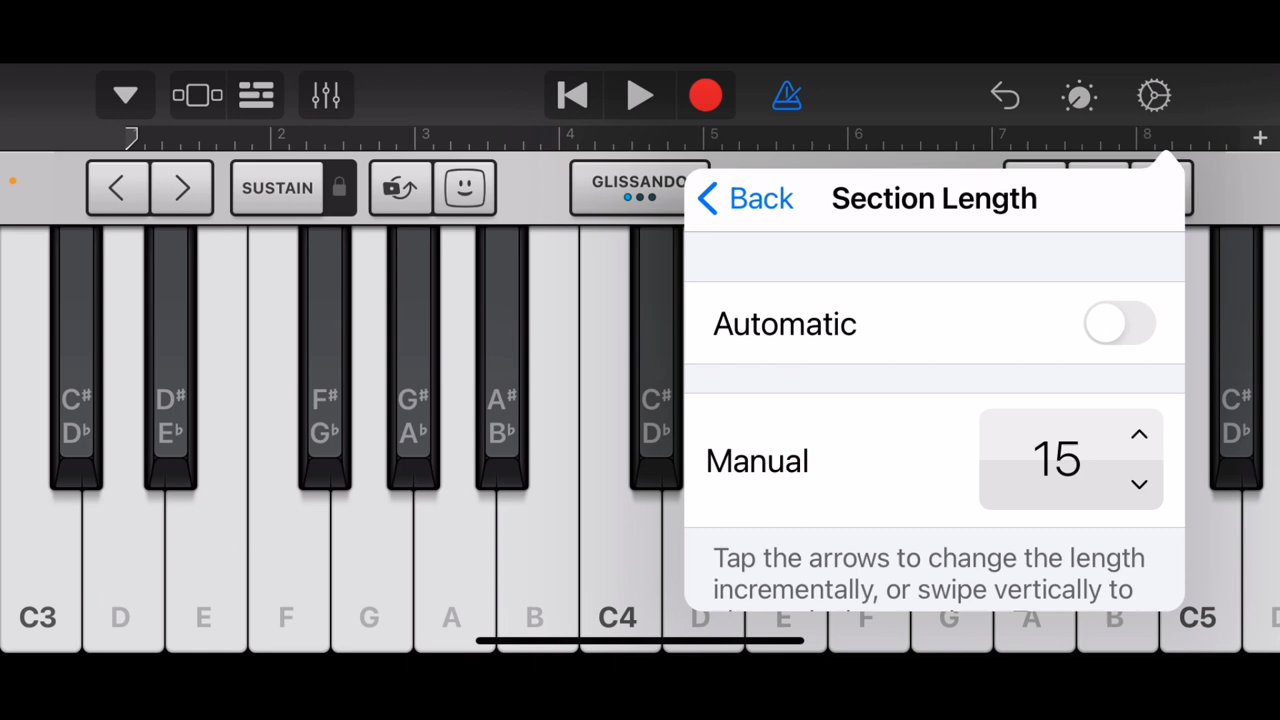 2 3 4 5 6 7 8 +
SUSTAIN GLISSANDO
Back Section Length
Automatic
Manual 15
Tap the arrows to change the length
incrementally, or swipe vertically to
C♯ D♯ F♯ G♯ A♯ C♯ C♯
D♭ E♭ G♭ A♭ B♭ D♭ D♭
C3 D E F G A B C4 D E F G A B C5